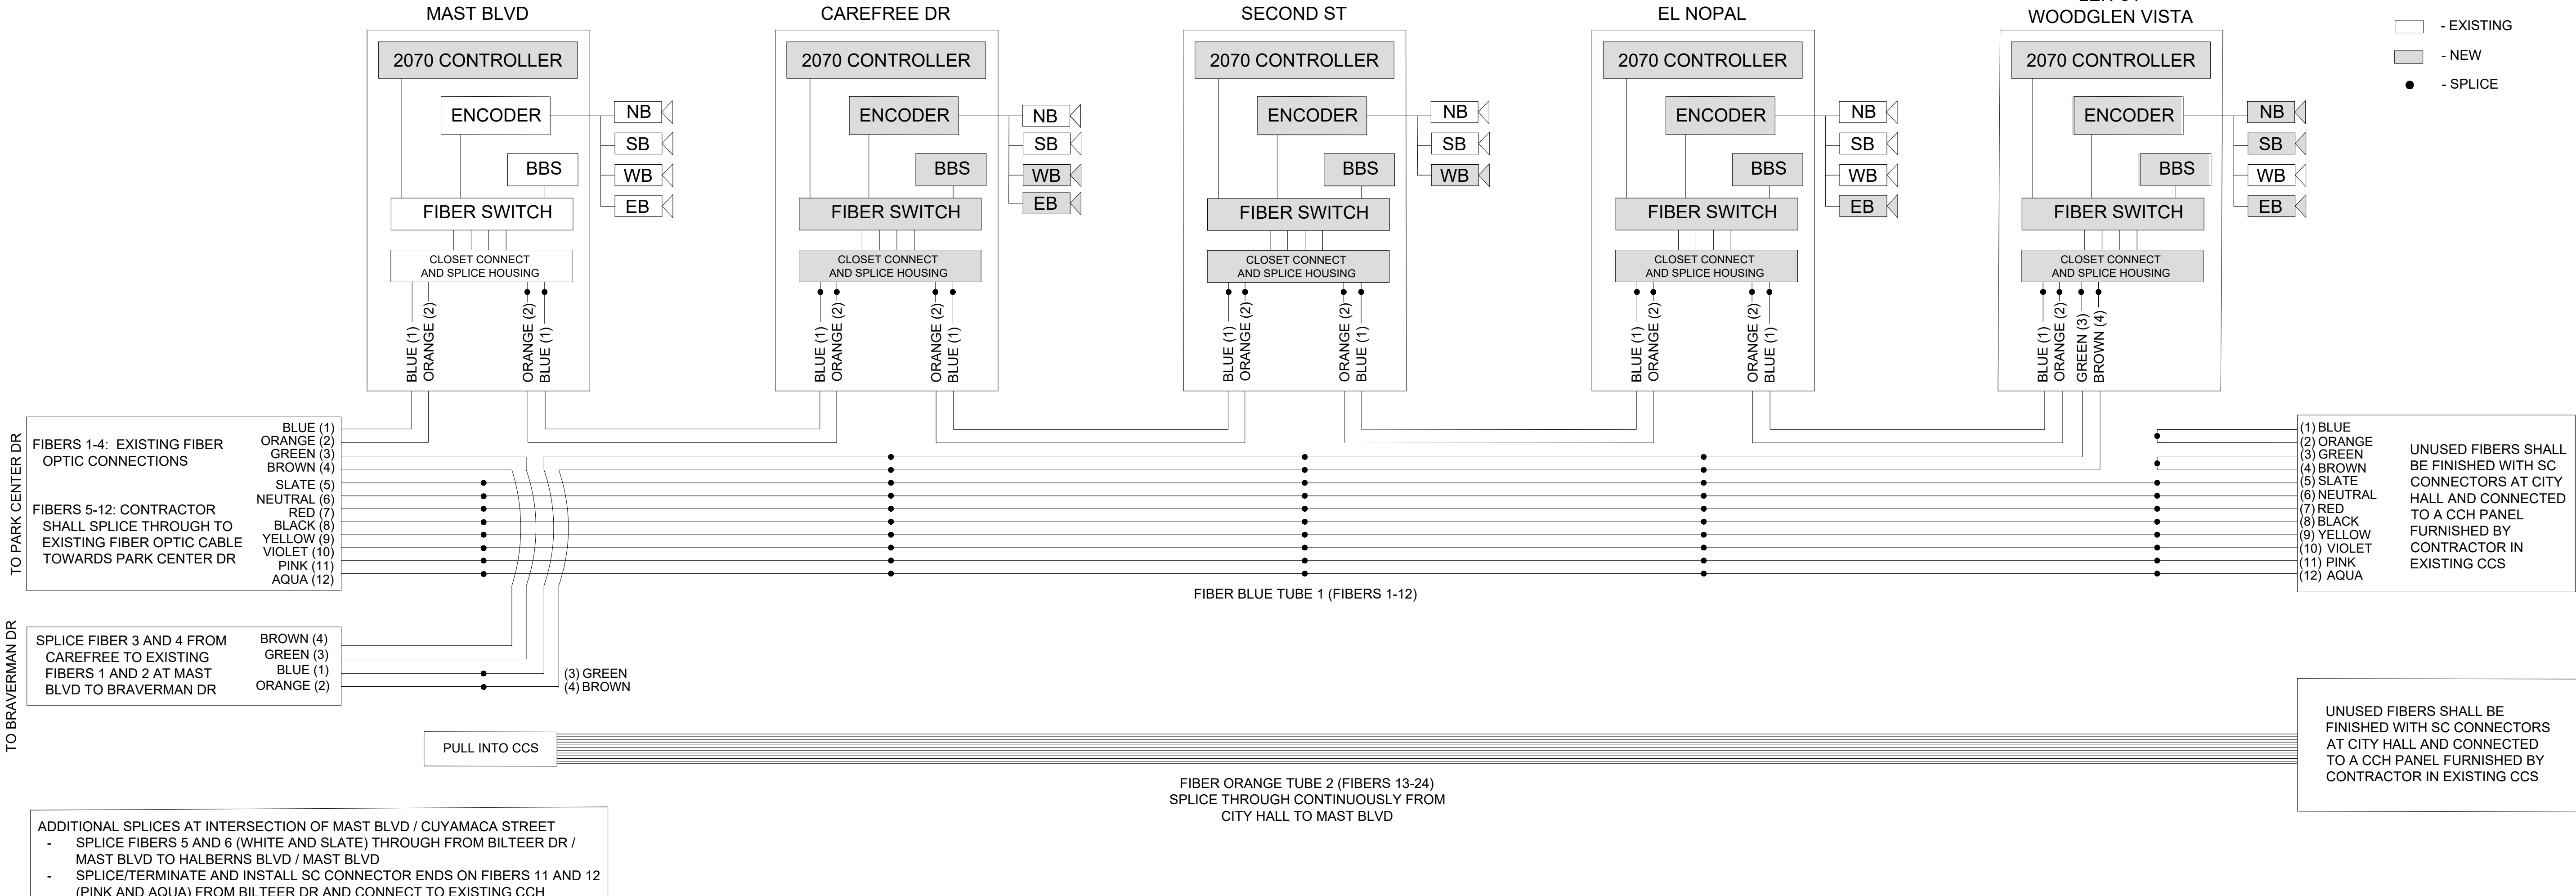 MAST BLVD
2070 CONTROLLER
ENCODER
BBS
FIBER SWITCH
CLOSET CONNECT
AND SPLICE HOUSING
BLUE (1)
ORANGE (2)
ORANGE (2)
BLUE (1)
NB
SB
WB
EB
CAREFREE DR
2070 CONTROLLER
ENCODER
BBS
FIBER SWITCH
CLOSET CONNECT
AND SPLICE HOUSING
BLUE (1)
ORANGE (2)
ORANGE (2)
BLUE (1)
NB
SB
WB
EB
SECOND ST
2070 CONTROLLER
ENCODER
BBS
FIBER SWITCH
CLOSET CONNECT
AND SPLICE HOUSING
BLUE (1)
ORANGE (2)
ORANGE (2)
BLUE (1)
NB
SB
WB
EL NOPAL
2070 CONTROLLER
ENCODER
BBS
FIBER SWITCH
CLOSET CONNECT
AND SPLICE HOUSING
BLUE (1)
ORANGE (2)
ORANGE (2)
BLUE (1)
NB
SB
WB
EB
WOODGLEN VISTA
2070 CONTROLLER
ENCODER
BBS
FIBER SWITCH
CLOSET CONNECT
AND SPLICE HOUSING
BLUE (1)
ORANGE (2)
GREEN (3)
BROWN (4)
NB
SB
WB
EB
- EXISTING
- NEW
- SPLICE
TO PARK CENTER DR
FIBERS 1-4: EXISTING FIBER
OPTIC CONNECTIONS
FIBERS 5-12: CONTRACTOR
SHALL SPLICE THROUGH TO
EXISTING FIBER OPTIC CABLE
TOWARDS PARK CENTER DR
BLUE (1)
ORANGE (2)
GREEN (3)
BROWN (4)
SLATE (5)
NEUTRAL (6)
RED (7)
BLACK (8)
YELLOW (9)
VIOLET (10)
PINK (11)
AQUA (12)
(1) BLUE
(2) ORANGE
(3) GREEN
(4) BROWN
(5) SLATE
(6) NEUTRAL
(7) RED
(8) BLACK
(9) YELLOW
(10) VIOLET
(11) PINK
(12) AQUA
UNUSED FIBERS SHALL
BE FINISHED WITH SC
CONNECTORS AT CITY
HALL AND CONNECTED
TO A CCH PANEL
FURNISHED BY
CONTRACTOR IN
EXISTING CCS
FIBER BLUE TUBE 1 (FIBERS 1-12)
TO BRAVERMAN DR
SPLICE FIBER 3 AND 4 FROM
CAREFREE TO EXISTING
FIBERS 1 AND 2 AT MAST
BLVD TO BRAVERMAN DR
BROWN (4)
GREEN (3)
BLUE (1)
ORANGE (2)
(3) GREEN
(4) BROWN
PULL INTO CCS
FIBER ORANGE TUBE 2 (FIBERS 13-24)
SPLICE THROUGH CONTINUOUSLY FROM
CITY HALL TO MAST BLVD
UNUSED FIBERS SHALL BE
FINISHED WITH SC CONNECTORS
AT CITY HALL AND CONNECTED
TO A CCH PANEL FURNISHED BY
CONTRACTOR IN EXISTING CCS
ADDITIONAL SPLICES AT INTERSECTION OF MAST BLVD / CUYAMACA STREET
- SPLICE FIBERS 5 AND 6 (WHITE AND SLATE) THROUGH FROM BILTEER DR /
MAST BLVD TO HALBERNS BLVD / MAST BLVD
- SPLICE/TERMINATE AND INSTALL SC CONNECTOR ENDS ON FIBERS 11 AND 12
(PINK AND AQUA) FROM BILTEER DR AND CONNECT TO EXISTING CCH